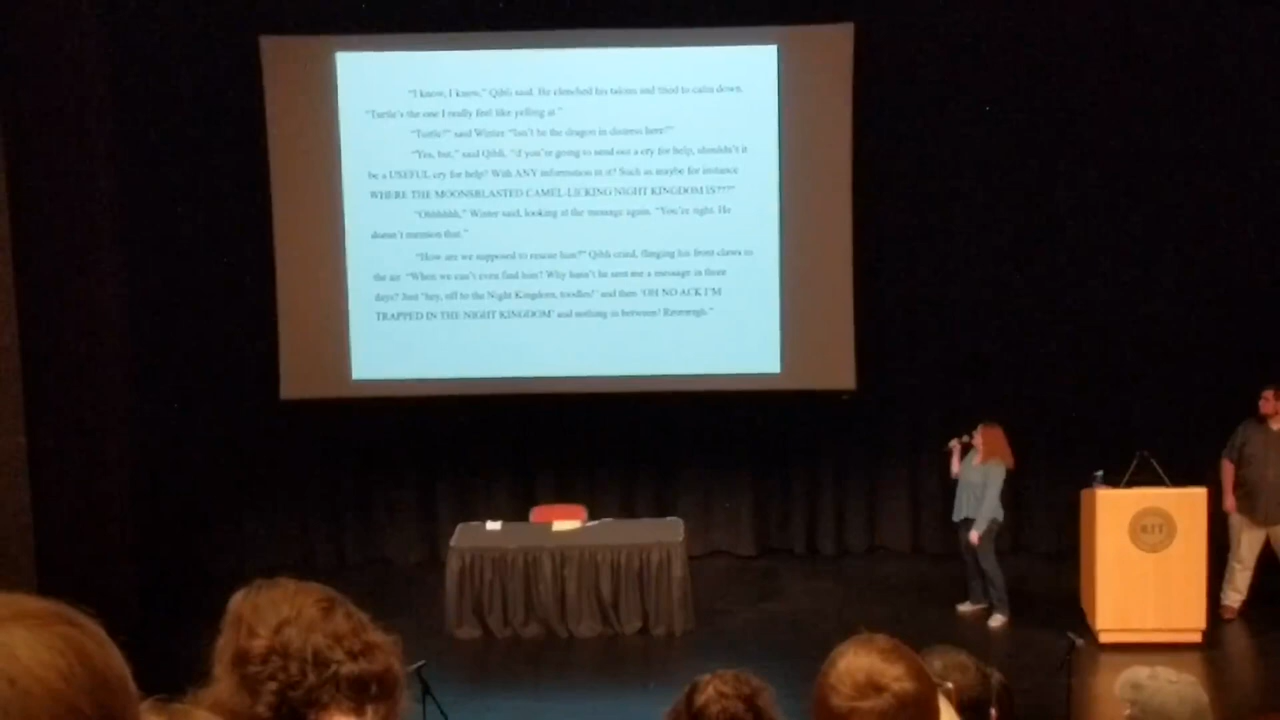 "I know, I know," Qibli said. He clenched his talons and tried to calm down.
"Turtle's the one I really feel like yelling at."
"Turtle?" said Winter. "Isn't he the dragon in distress here?"
"Yes, but," said Qibli, "if you're going to send out a cry for help, shouldn't it
be a USEFUL cry for help? With ANY information in it? Such as maybe for instance
WHERE THE MOONSBLASTED CAMEL-LICKING NIGHT KINGDOM IS???"
"Ohhhhhh," Winter said, looking at the message again. "You're right. He
doesn't mention that."
"How are we supposed to rescue him?" Qibli cried, flinging his front claws to
the air. "When we can't even find him? Why hasn't he sent me a message in three
days? Just 'hey, off to the Night Kingdom, toodles!' and then 'OH NO ACK I'M
TRAPPED IN THE NIGHT KINGDOM' and nothing in between!
RIT